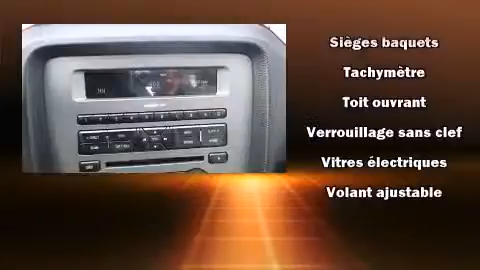 Sièges baquets
Tachymètre
Toit ouvrant
Verrouillage sans clef
Vitres électriques
Volant ajustable